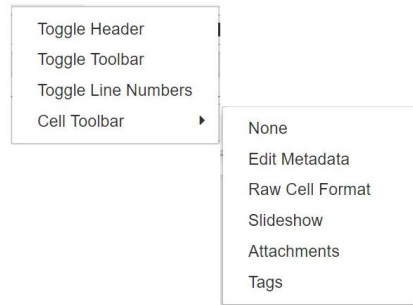 Toggle Header
Toggle Toolbar
Toggle Line Numbers
Cell Toolbar
None
Edit Metadata
Raw Cell Format
Slideshow
Attachments
Tags